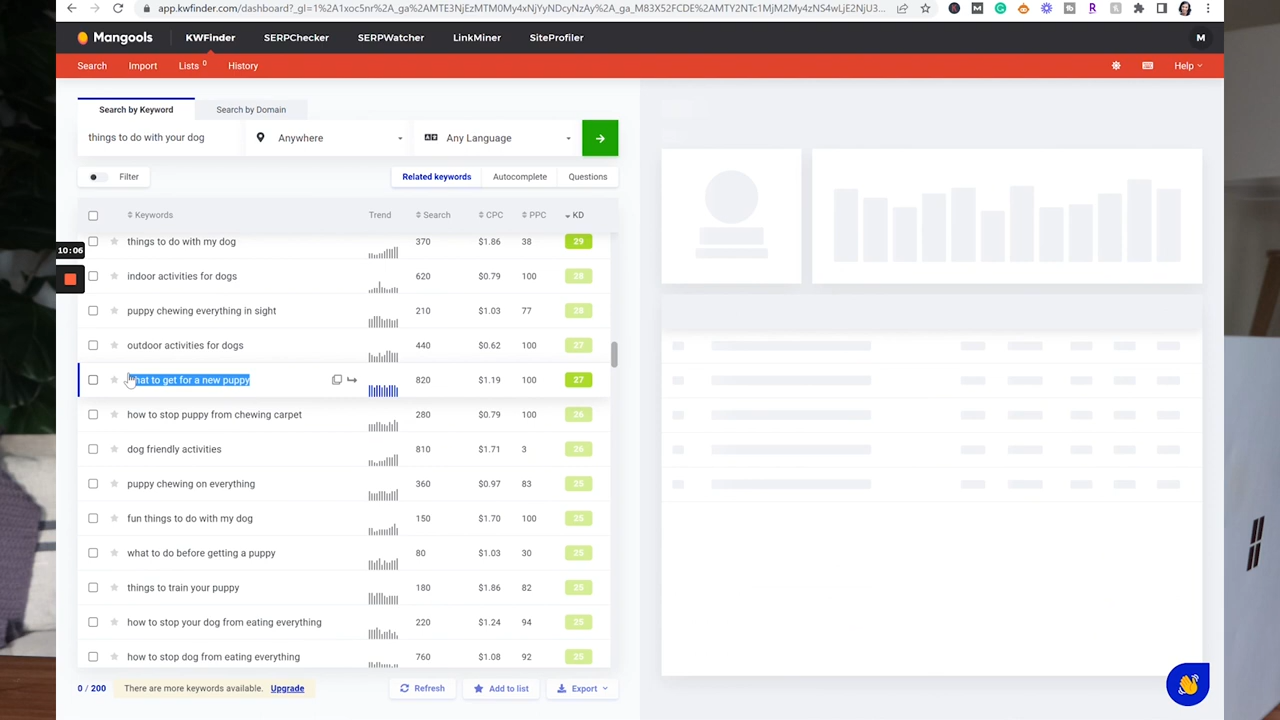 app.kwfinder.com/dashboard?_gl=1%2A1xoc5nr%2A_ga%2AMTE3NjEzMTM0My4xNjYyNDcyNzAy%2A_ga_M83X52FCDE%2AMTY2NTc1MjM2My4zNS4wLjE2NjU3...
Mangools KWFinder SERPChecker SERPWatcher LinkMiner SiteProfiler M
Search Import Lists 0 History Help
Search by Keyword Search by Domain
things to do with your dog Anywhere Any Language
Filter Related keywords Autocomplete Questions
Keywords Trend Search CPC PPC KD
things to do with my dog 370 $1.86 38 29
10:06
indoor activities for dogs 620 $0.79 100 28
puppy chewing everything in sight 210 $1.03 77 28
outdoor activities for dogs 440 $0.62 100 27
what to get for a new puppy 820 $1.19 100 27
how to stop puppy from chewing carpet 280 $0.79 100 26
dog friendly activities 810 $1.71 3 26
puppy chewing on everything 360 $0.97 83 25
fun things to do with my dog 150 $1.70 100 25
what to do before getting a puppy 80 $1.03 30 25
things to train your puppy 180 $1.86 82 25
how to stop your dog from eating everything 220 $1.24 94 25
how to stop dog from eating everything 760 $1.08 92 25
0 / 200 There are more keywords available. Upgrade Refresh Add to list Export